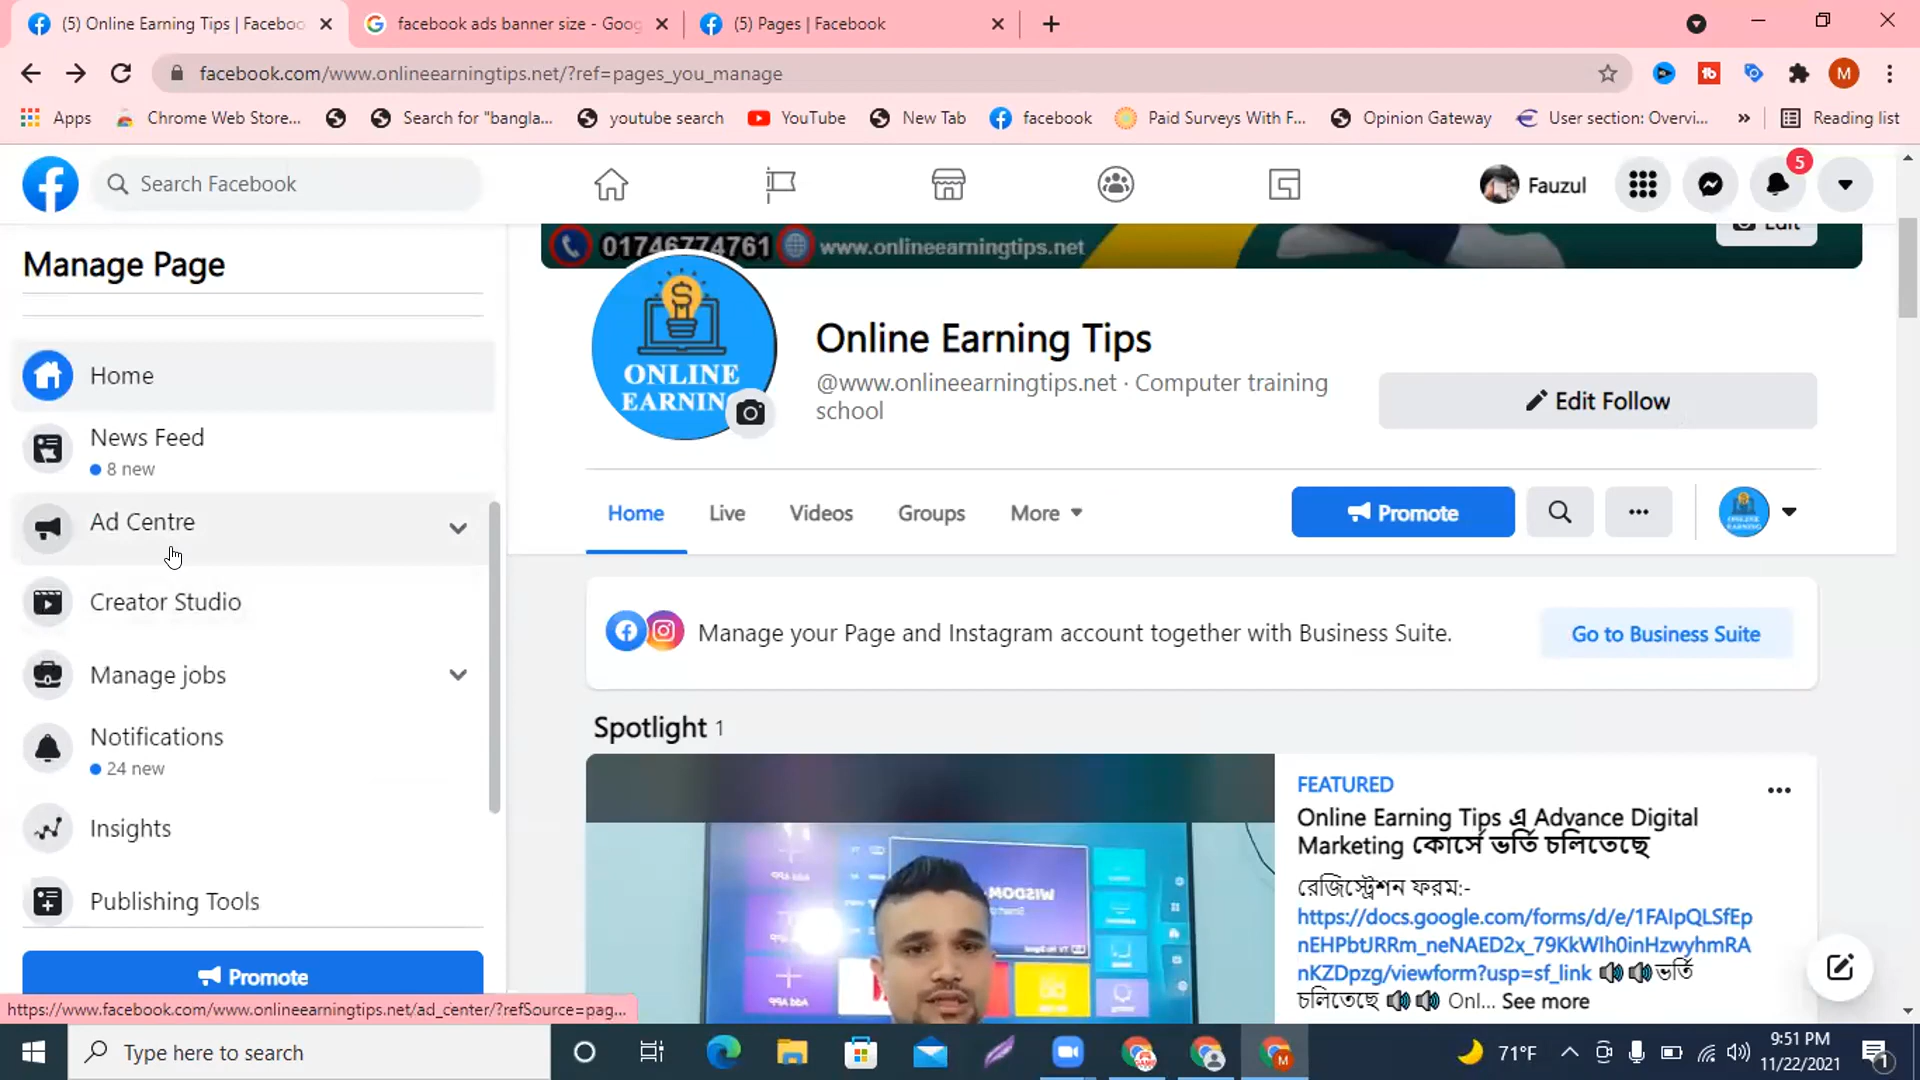 (5) Online Earning Tips | Faceboo
facebook ads banner size - Goog
(5) Pages | Facebook
facebook.com/www.onlineearningtips.net/?ref=pages_you_manage
M
Apps
Chrome Web Store...
Search for "bangla...
youtube search
YouTube
New Tab
facebook
Paid Surveys With F...
Opinion Gateway
User section: Overvi...
»
Reading list
Search Facebook
Fauzul
5
Manage Page
Home
News Feed
8 new
Ad Centre
Creator Studio
Manage jobs
Notifications
24 new
Insights
Publishing Tools
Promote
01746774761 www.onlineearningtips.net
Edit
ONLINE
EARNIN
Online Earning Tips
@www.onlineearningtips.net · Computer training
school
Edit Follow
Home
Live
Videos
Groups
More
Promote
Manage your Page and Instagram account together with Business Suite.
Go to Business Suite
Spotlight 1
WISDOM
FEATURED
Online Earning Tips এ Advance Digital
Marketing কোর্সে ভর্তি চলিতেছে
রেজিস্ট্রেশন ফরম:-
https://docs.google.com/forms/d/e/1FAIpQLSfEp
nEHPbtJRRm_neNAED2x_79KkWIh0inHzwyhmRA
nKZDpzg/viewform?usp=sf_link 🔊🔊ভর্তি
চলিতেছে 🔊🔊 Onl... See more
https://www.facebook.com/www.onlineearningtips.net/ad_center/?refSource=pag...
Type here to search
71°F
9:51 PM
11/22/2021
1